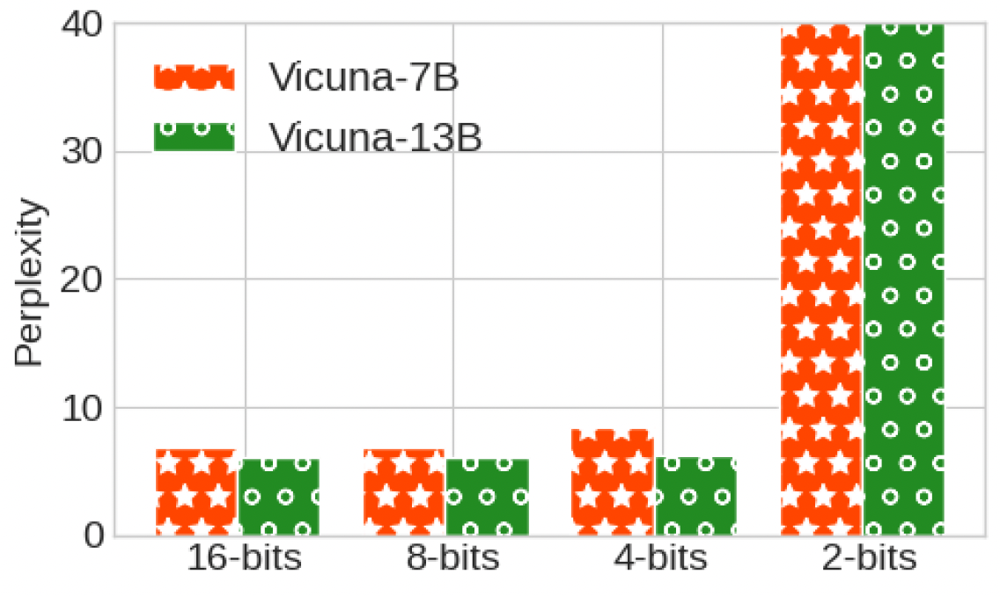 Perplexity
40
30
20
10
0
Vicuna-7B
Vicuna-13B
16-bits
8-bits
4-bits
2-bits